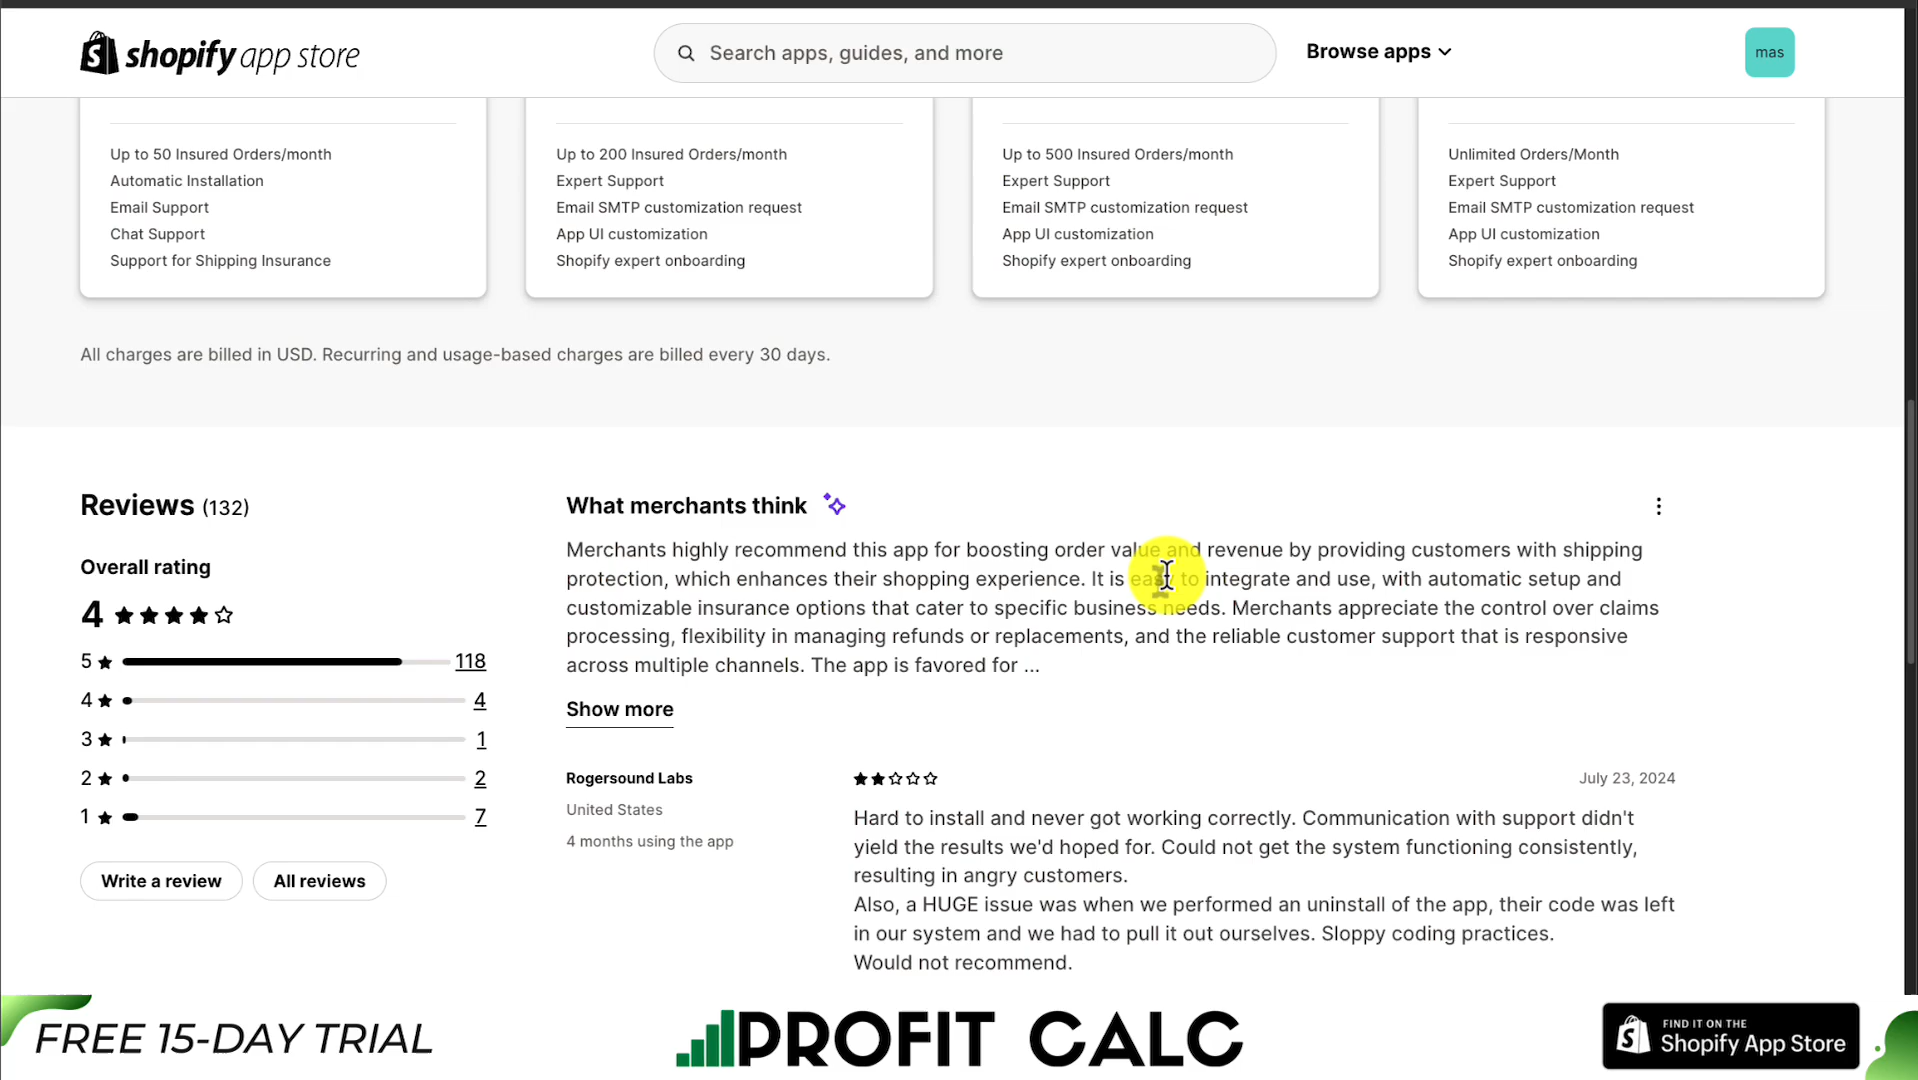 shopify app store
Search apps, guides, and more
Browse apps
mas
Up to 50 Insured Orders/month
Automatic Installation
Email Support
Chat Support
Support for Shipping Insurance
Up to 200 Insured Orders/month
Expert Support
Email SMTP customization request
App UI customization
Shopify expert onboarding
Up to 500 Insured Orders/month
Expert Support
Email SMTP customization request
App UI customization
Shopify expert onboarding
Unlimited Orders/Month
Expert Support
Email SMTP customization request
App UI customization
Shopify expert onboarding
All charges are billed in USD. Recurring and usage-based charges are billed every 30 days.
Reviews (132)
Overall rating
4
5 118
4 4
3 1
2 2
1 7
Write a review
All reviews
What merchants think
Merchants highly recommend this app for boosting order value and revenue by providing customers with shipping
protection, which enhances their shopping experience. It is easy to integrate and use, with automatic setup and
customizable insurance options that cater to specific business needs. Merchants appreciate the control over claims
processing, flexibility in managing refunds or replacements, and the reliable customer support that is responsive
across multiple channels. The app is favored for ...
Show more
Rogersound Labs
United States
4 months using the app
July 23, 2024
Hard to install and never got working correctly. Communication with support didn't
yield the results we'd hoped for. Could not get the system functioning consistently,
resulting in angry customers.
Also, a HUGE issue was when we performed an uninstall of the app, their code was left
in our system and we had to pull it out ourselves. Sloppy coding practices.
Would not recommend.
FREE 15-DAY TRIAL
PROFIT CALC
FIND IT ON THE
Shopify App Store